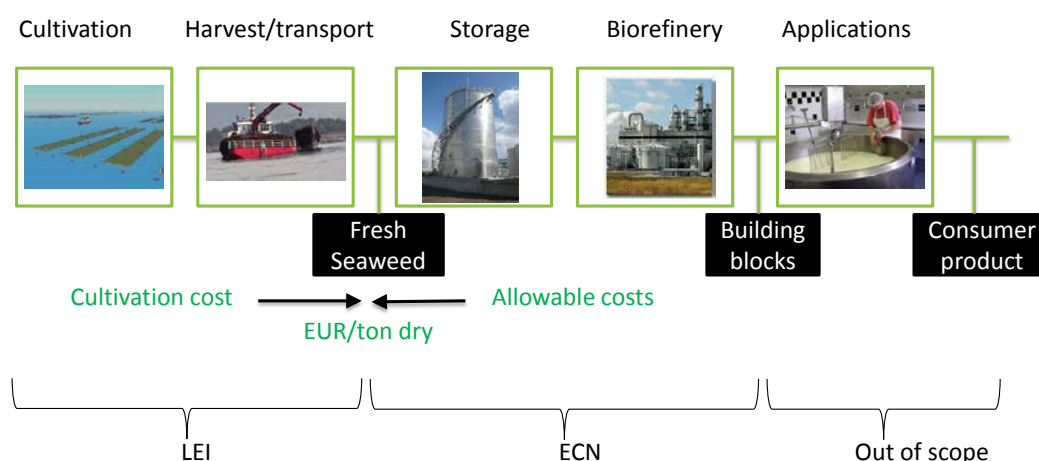 Cultivation
Harvest/transport
Storage
Biorefinery
Applications
Fresh
Seaweed
Building
blocks
Consumer
product
Cultivation cost
Allowable costs
EUR/ton dry
LEI
ECN
Out of scope